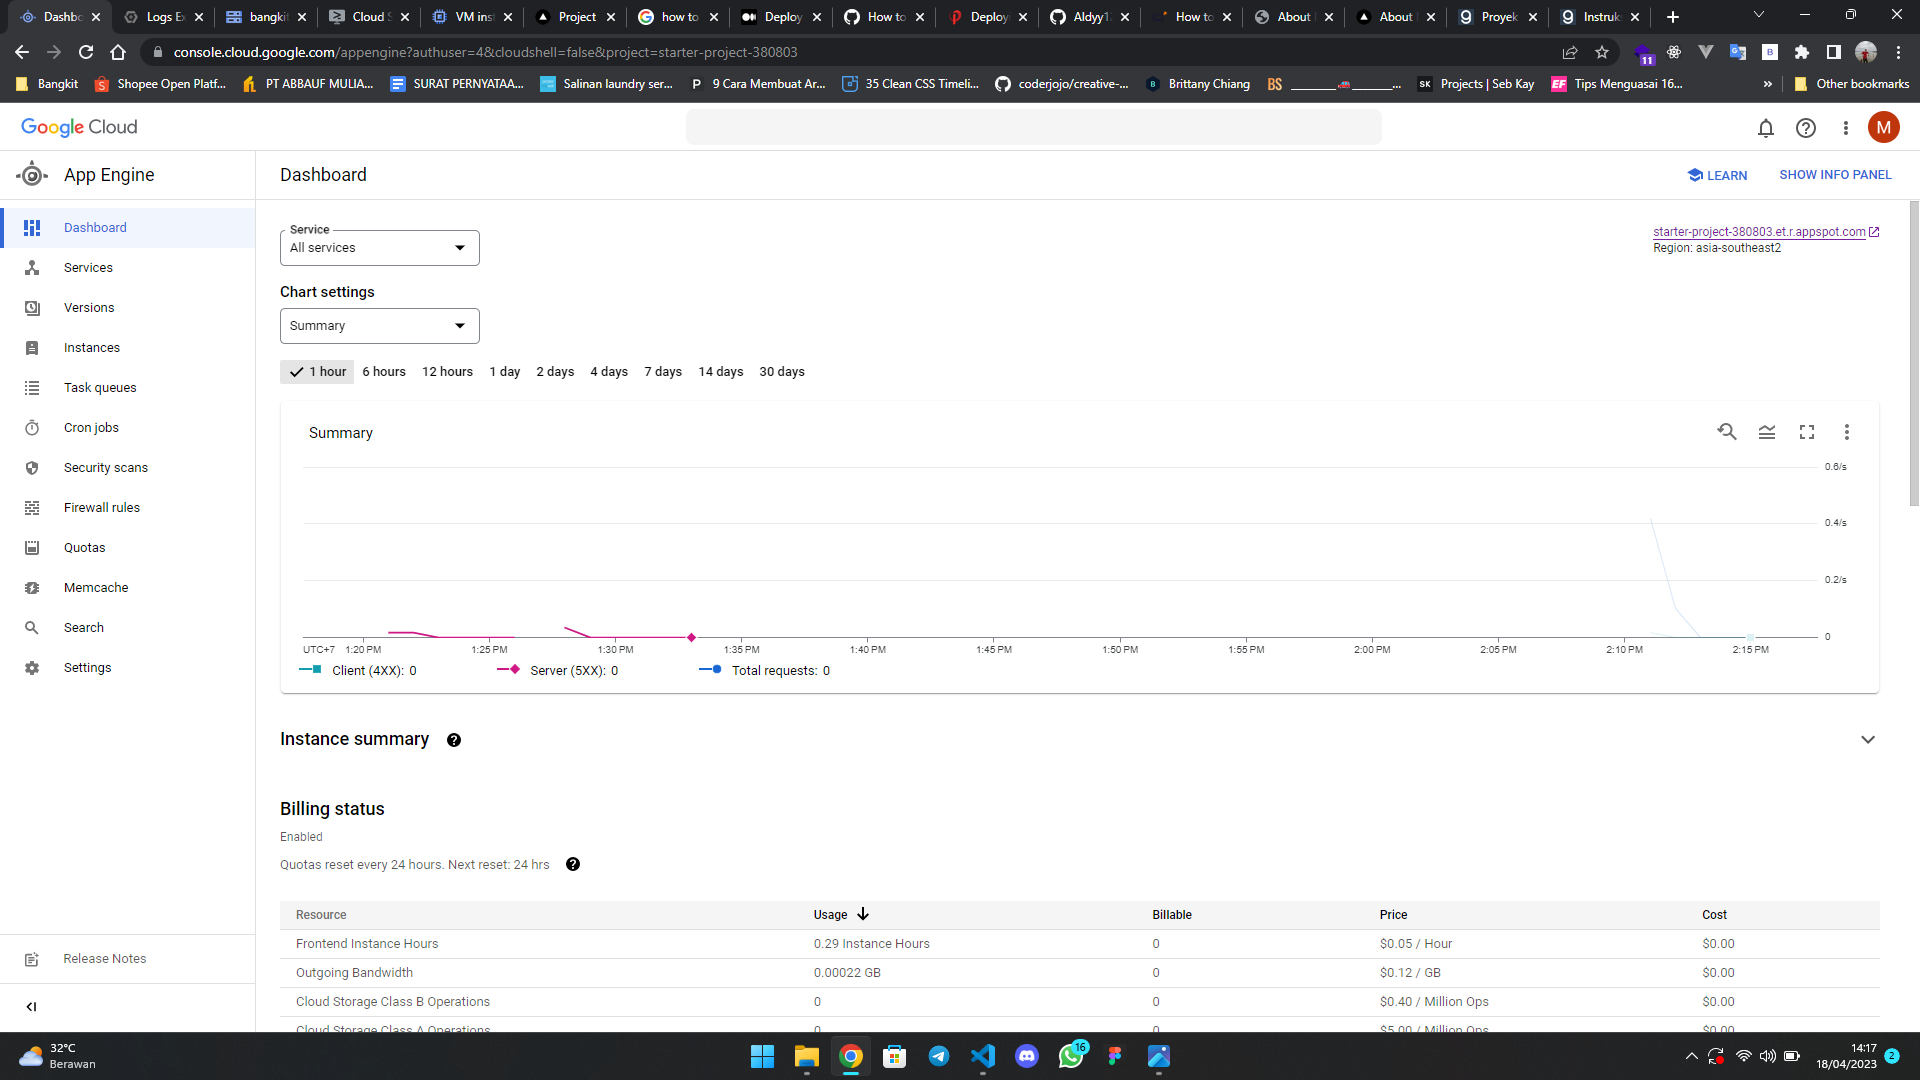 Dashbo
Logs Ex
bangkit
Cloud S
VM inst
Project
how to
Deploy
How to
Deploy
Aldyy1
How to
About
About
Proyek
Instruks
console.cloud.google.com/appengine?authuser=4&cloudshell=false&project=starter-project-380803
11
Bangkit
Shopee Open Platf...
PT ABBAUF MULIA...
SURAT PERNYATAA...
Salinan laundry ser...
9 Cara Membuat Ar...
35 Clean CSS Timeli...
coderjojo/creative-...
Brittany Chiang
BS
SK
Projects | Seb Kay
EF
Tips Menguasai 16...
Other bookmarks
Google Cloud
M
App Engine
Dashboard
LEARN
SHOW INFO PANEL
Dashboard
Services
Versions
Instances
Task queues
Cron jobs
Security scans
Firewall rules
Quotas
Memcache
Search
Settings
Release Notes
Service
All services
starter-project-380803.et.r.appspot.com
Region: asia-southeast2
Chart settings
Summary
1 hour
6 hours
12 hours
1 day
2 days
4 days
7 days
14 days
30 days
Summary
0.6/s
0.4/s
0.2/s
0
UTC+7
1:20 PM
1:25 PM
1:30 PM
1:35 PM
1:40 PM
1:45 PM
1:50 PM
1:55 PM
2:00 PM
2:05 PM
2:10 PM
2:15 PM
Client (4XX): 0
Server (5XX): 0
Total requests: 0
Instance summary
Billing status
Enabled
Quotas reset every 24 hours. Next reset: 24 hrs
Resource Usage Billable Price Cost
Frontend Instance Hours 0.29 Instance Hours 0 $0.05 / Hour $0.00
Outgoing Bandwidth 0.00022 GB 0 $0.12 / GB $0.00
Cloud Storage Class B Operations 0 0 $0.40 / Million Ops $0.00
Cloud Storage Class A Operations 0 0 $5.00 / Million Ops $0.00
32°C
Berawan
16
14:17
18/04/2023
2